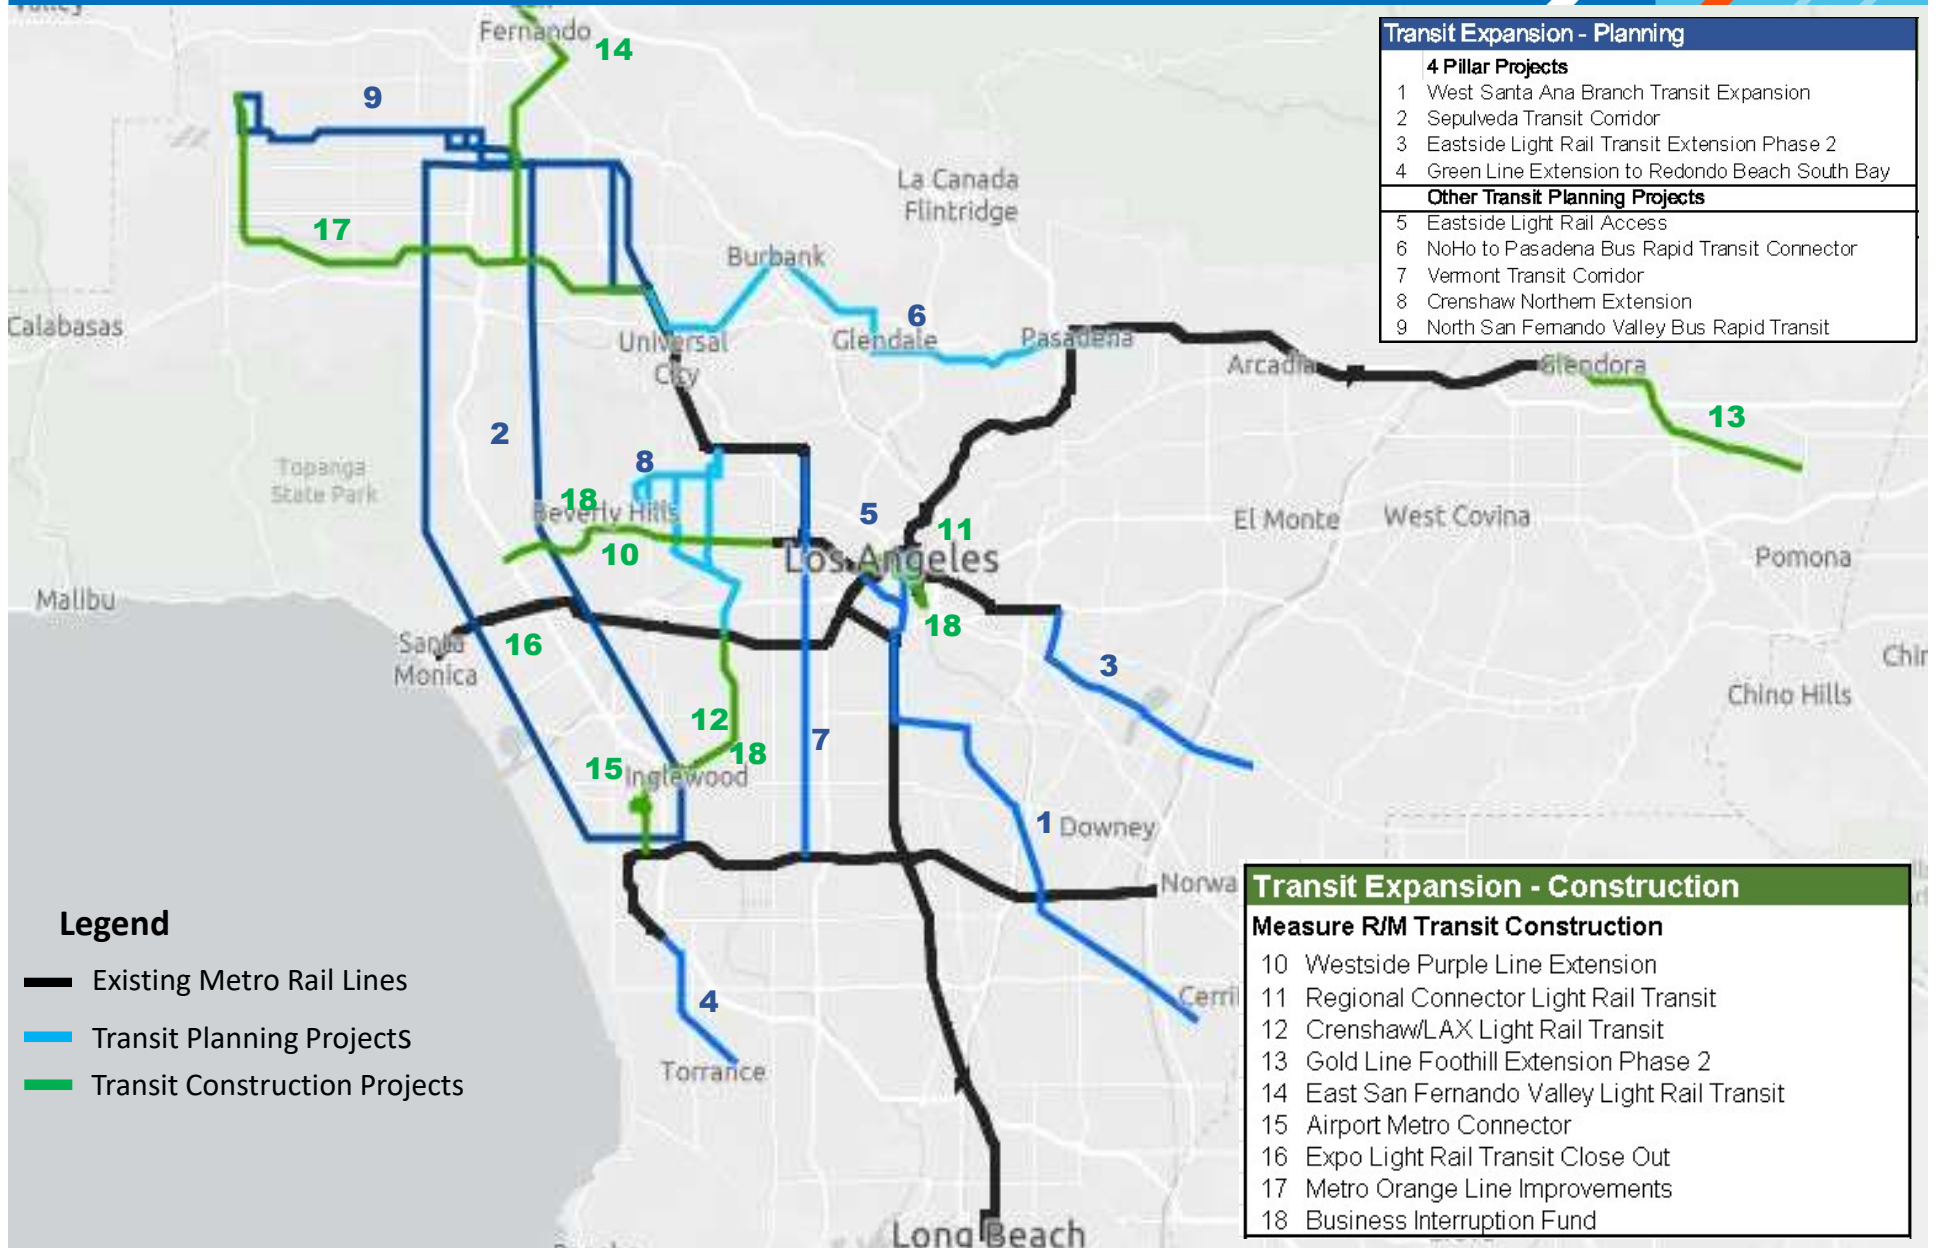 Fernando
14
9
17
La Canada
Flintridge
Burbank
Calabasas
6
Universal
City
Glendale
Pasadena
Arcadia
Glendora
13
2
Topanga
State Park
8
18
Beverly Hills
10
5
11
Los Angeles
El Monte
West Covina
Pomona
Malibu
Santa
Monica
16
18
3
Chino Hills
12
18
7
15
Inglewood
1
Downey
Norwa
Cerri
4
Torrance
Long Beach
Transit Expansion - Planning
4 Pillar Projects
1 West Santa Ana Branch Transit Expansion
2 Sepulveda Transit Corridor
3 Eastside Light Rail Transit Extension Phase 2
4 Green Line Extension to Redondo Beach South Bay
Other Transit Planning Projects
5 Eastside Light Rail Access
6 NoHo to Pasadena Bus Rapid Transit Connector
7 Vermont Transit Corridor
8 Crenshaw Northern Extension
9 North San Fernando Valley Bus Rapid Transit
Legend
Existing Metro Rail Lines
Transit Planning Projects
Transit Construction Projects
Transit Expansion - Construction
Measure R/M Transit Construction
10 Westside Purple Line Extension
11 Regional Connector Light Rail Transit
12 Crenshaw/LAX Light Rail Transit
13 Gold Line Foothill Extension Phase 2
14 East San Fernando Valley Light Rail Transit
15 Airport Metro Connector
16 Expo Light Rail Transit Close Out
17 Metro Orange Line Improvements
18 Business Interruption Fund